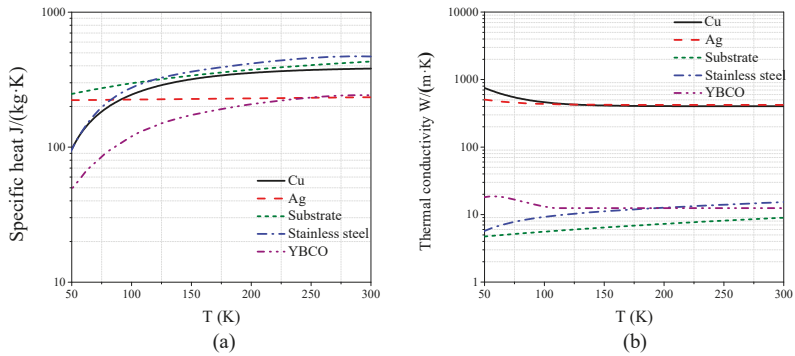 1000
100
10
Specific heat J/(kg·K)
Cu
Ag
Substrate
Stainless steel
YBCO
50 100 150 200 250 300
T (K)
(a)
10000
1000
100
10
1
Thermal conductivity W/(m·K)
Cu
Ag
Substrate
Stainless steel
YBCO
50 100 150 200 250 300
T (K)
(b)